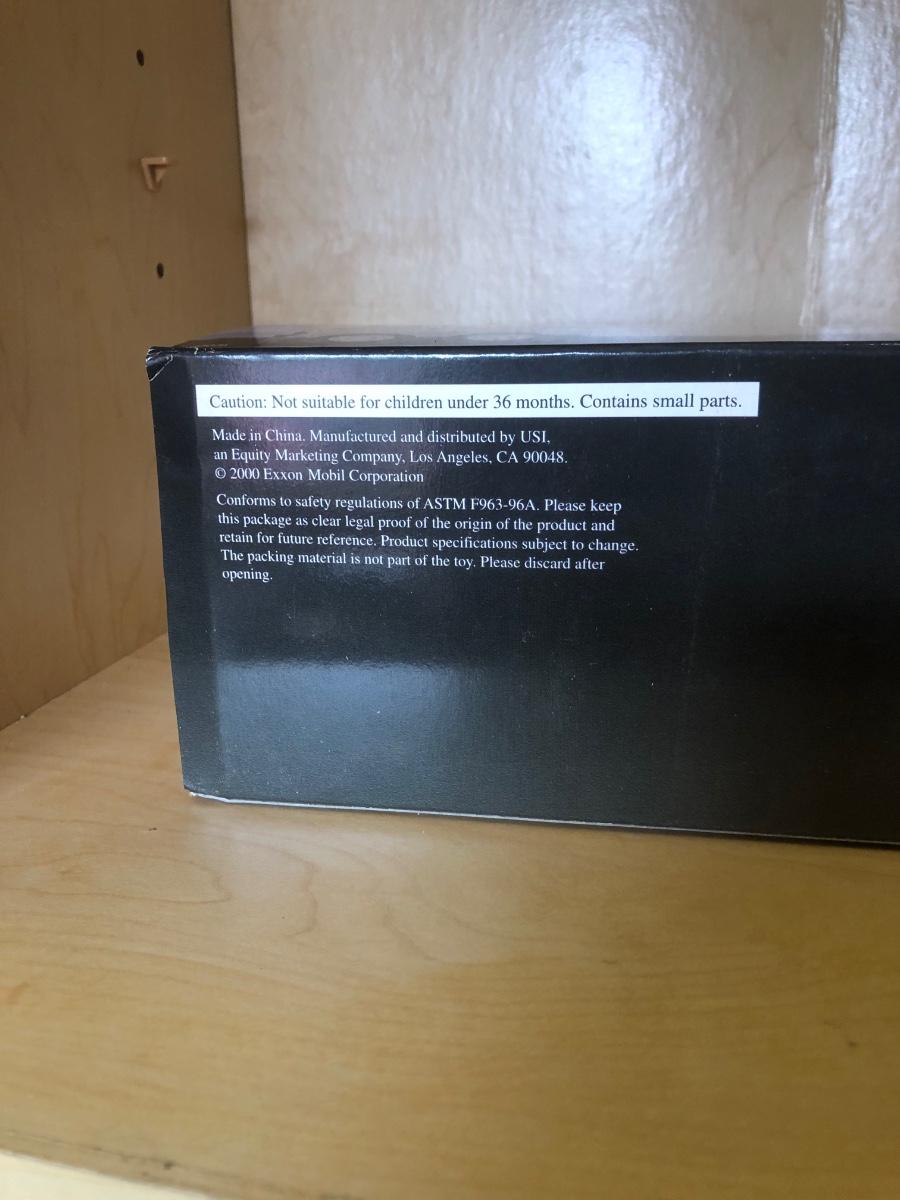 Caution: Not suitable for children under 36 months. Contains small parts.
Made in China. Manufactured and distributed by USI,
an Equity Marketing Company, Los Angeles, CA 90048.
© 2000 Exxon Mobil Corporation
Conforms to safety regulations of ASTM F963-96A. Please keep
this package as clear legal proof of the origin of the product and
retain for future reference. Product specifications subject to change.
The packing material is not part of the toy. Please discard after
opening.